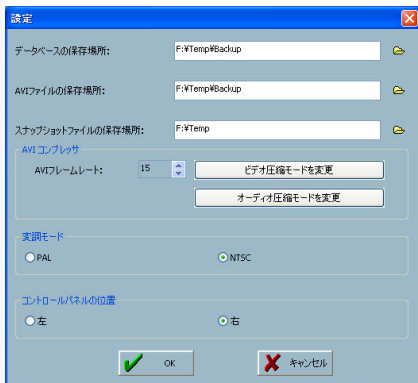 設定
データベースの保存場所: F:¥Temp¥Backup
AVIファイルの保存場所: F:¥Temp¥Backup
スナップショットファイルの保存場所: F:¥Temp
AVI コンプレッサ
AVIフレームレート: 15 ビデオ圧縮モードを変更
オーディオ圧縮モードを変更
変調モード
PAL NTSC
コントロールパネルの位置
左 右
OK キャンセル